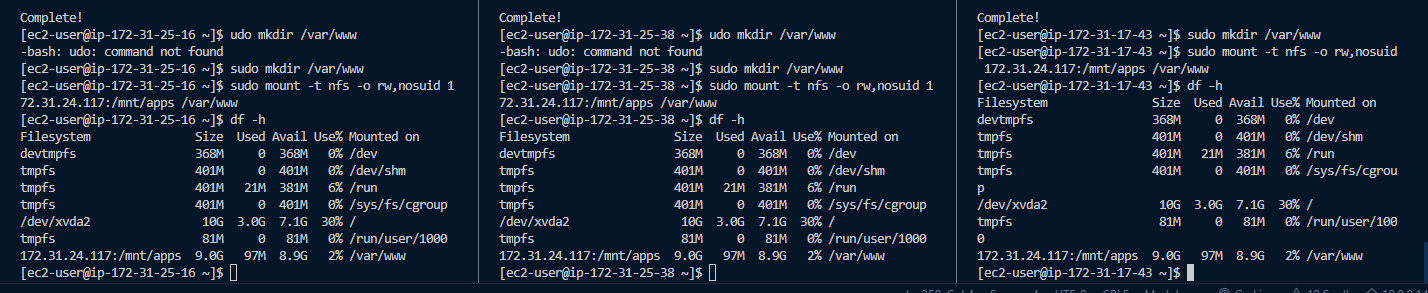 Complete!
[ec2-user@ip-172-31-25-16 ~]$ udo mkdir /var/www
-bash: udo: command not found
[ec2-user@ip-172-31-25-16 ~]$ sudo mkdir /var/www
[ec2-user@ip-172-31-25-16 ~]$ sudo mount -t nfs -o rw,nosuid 1
72.31.24.117:/mnt/apps /var/www
[ec2-user@ip-172-31-25-16 ~]$ df -h
Filesystem Size Used Avail Use% Mounted on
devtmpfs 368M 0 368M 0% /dev
tmpfs 401M 0 401M 0% /dev/shm
tmpfs 401M 21M 381M 6% /run
tmpfs 401M 0 401M 0% /sys/fs/cgroup
/dev/xvda2 10G 3.0G 7.1G 30% /
tmpfs 81M 0 81M 0% /run/user/1000
172.31.24.117:/mnt/apps 9.0G 97M 8.9G 2% /var/www
[ec2-user@ip-172-31-25-16 ~]$
Complete!
[ec2-user@ip-172-31-25-38 ~]$ udo mkdir /var/www
-bash: udo: command not found
[ec2-user@ip-172-31-25-38 ~]$ sudo mkdir /var/www
[ec2-user@ip-172-31-25-38 ~]$ sudo mount -t nfs -o rw,nosuid 1
72.31.24.117:/mnt/apps /var/www
[ec2-user@ip-172-31-25-38 ~]$ df -h
Filesystem Size Used Avail Use% Mounted on
devtmpfs 368M 0 368M 0% /dev
tmpfs 401M 0 401M 0% /dev/shm
tmpfs 401M 21M 381M 6% /run
tmpfs 401M 0 401M 0% /sys/fs/cgroup
/dev/xvda2 10G 3.0G 7.1G 30% /
tmpfs 81M 0 81M 0% /run/user/1000
172.31.24.117:/mnt/apps 9.0G 97M 8.9G 2% /var/www
[ec2-user@ip-172-31-25-38 ~]$
Complete!
[ec2-user@ip-172-31-17-43 ~]$ sudo mkdir /var/www
[ec2-user@ip-172-31-17-43 ~]$ sudo mount -t nfs -o rw,nosuid
172.31.24.117:/mnt/apps /var/www
[ec2-user@ip-172-31-17-43 ~]$ df -h
Filesystem Size Used Avail Use% Mounted on
devtmpfs 368M 0 368M 0% /dev
tmpfs 401M 0 401M 0% /dev/shm
tmpfs 401M 21M 381M 6% /run
tmpfs 401M 0 401M 0% /sys/fs/cgrou
p
/dev/xvda2 10G 3.0G 7.1G 30% /
tmpfs 81M 0 81M 0% /run/user/100
0
172.31.24.117:/mnt/apps 9.0G 97M 8.9G 2% /var/www
[ec2-user@ip-172-31-17-43 ~]$